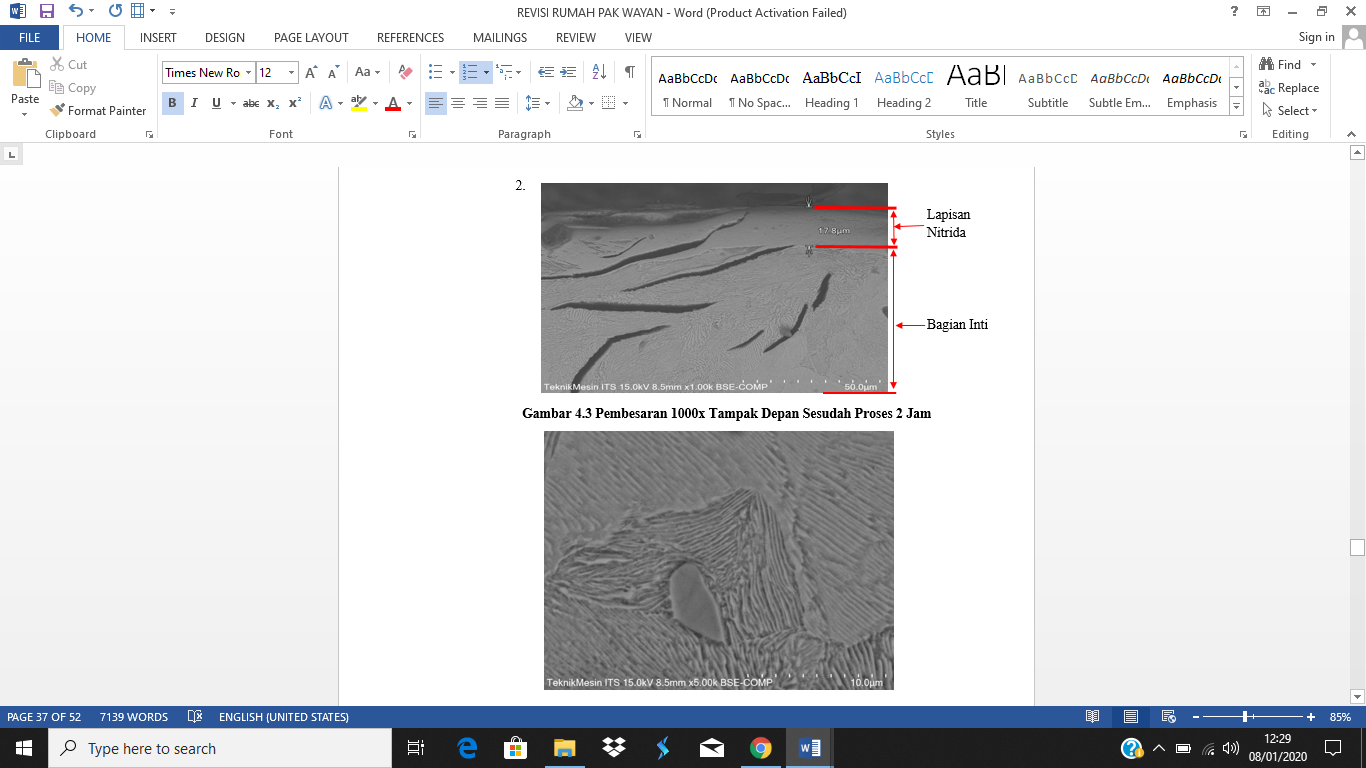 REVISI RUMAH PAK WAYAN - Word (Product Activation Failed)
FILE HOME INSERT DESIGN PAGE LAYOUT REFERENCES MAILINGS REVIEW VIEW Sign in
Paste
Cut
Copy
Format Painter
Clipboard
Times New Ro 12
Font
Paragraph
AaBbCcDc AaBbCcDc AaBbCcI AaBbCcD AaBl AaBbCcD AaBbCcDc AaBbCcDc
¶ Normal ¶ No Spac... Heading 1 Heading 2 Title Subtitle Subtle Em... Emphasis
Styles
Find
Replace
Select
Editing
2.
17.8µm
Lapisan
Nitrida
Bagian Inti
TeknikMesin ITS 15.0kV 8.5mm x1.00k BSE-COMP 50.0µm
Gambar 4.3 Pembesaran 1000x Tampak Depan Sesudah Proses 2 Jam
TeknikMesin ITS 15.0kV 8.5mm x5.00k BSE-COMP 10.0µm
PAGE 37 OF 52 7139 WORDS ENGLISH (UNITED STATES) 85%
Type here to search
12:29
08/01/2020